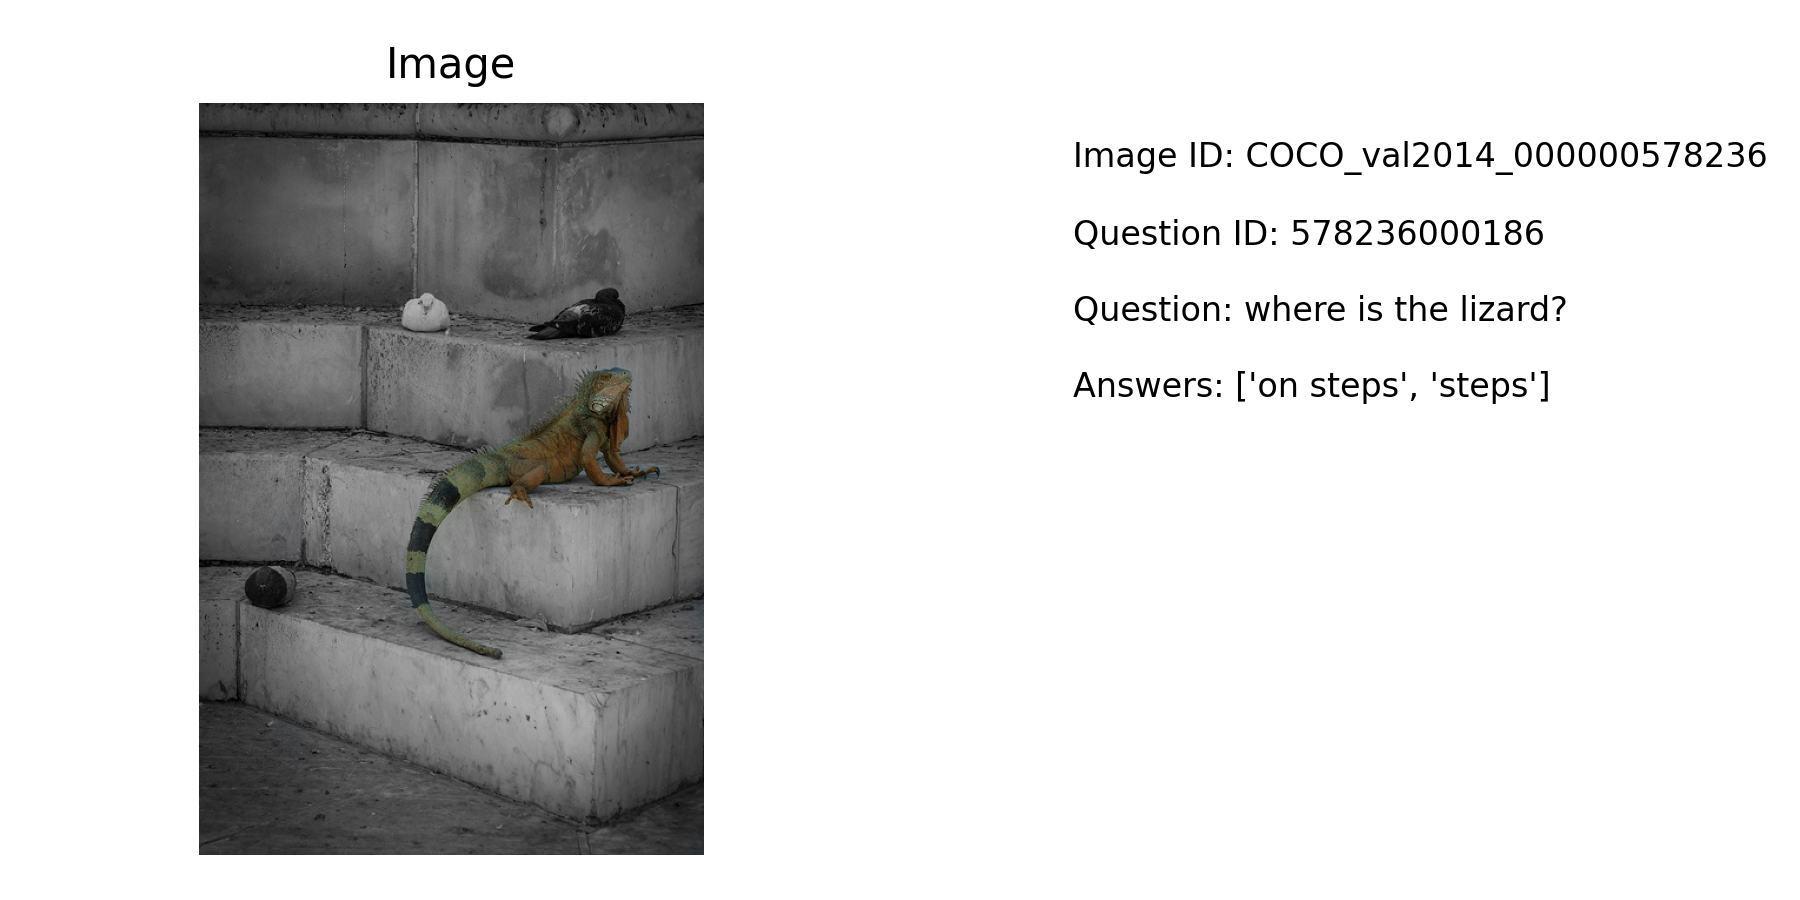 Image
Image ID: COCO_val2014_000000578236
Question ID: 578236000186
Question: where is the lizard?
Answers: ['on steps', 'steps']